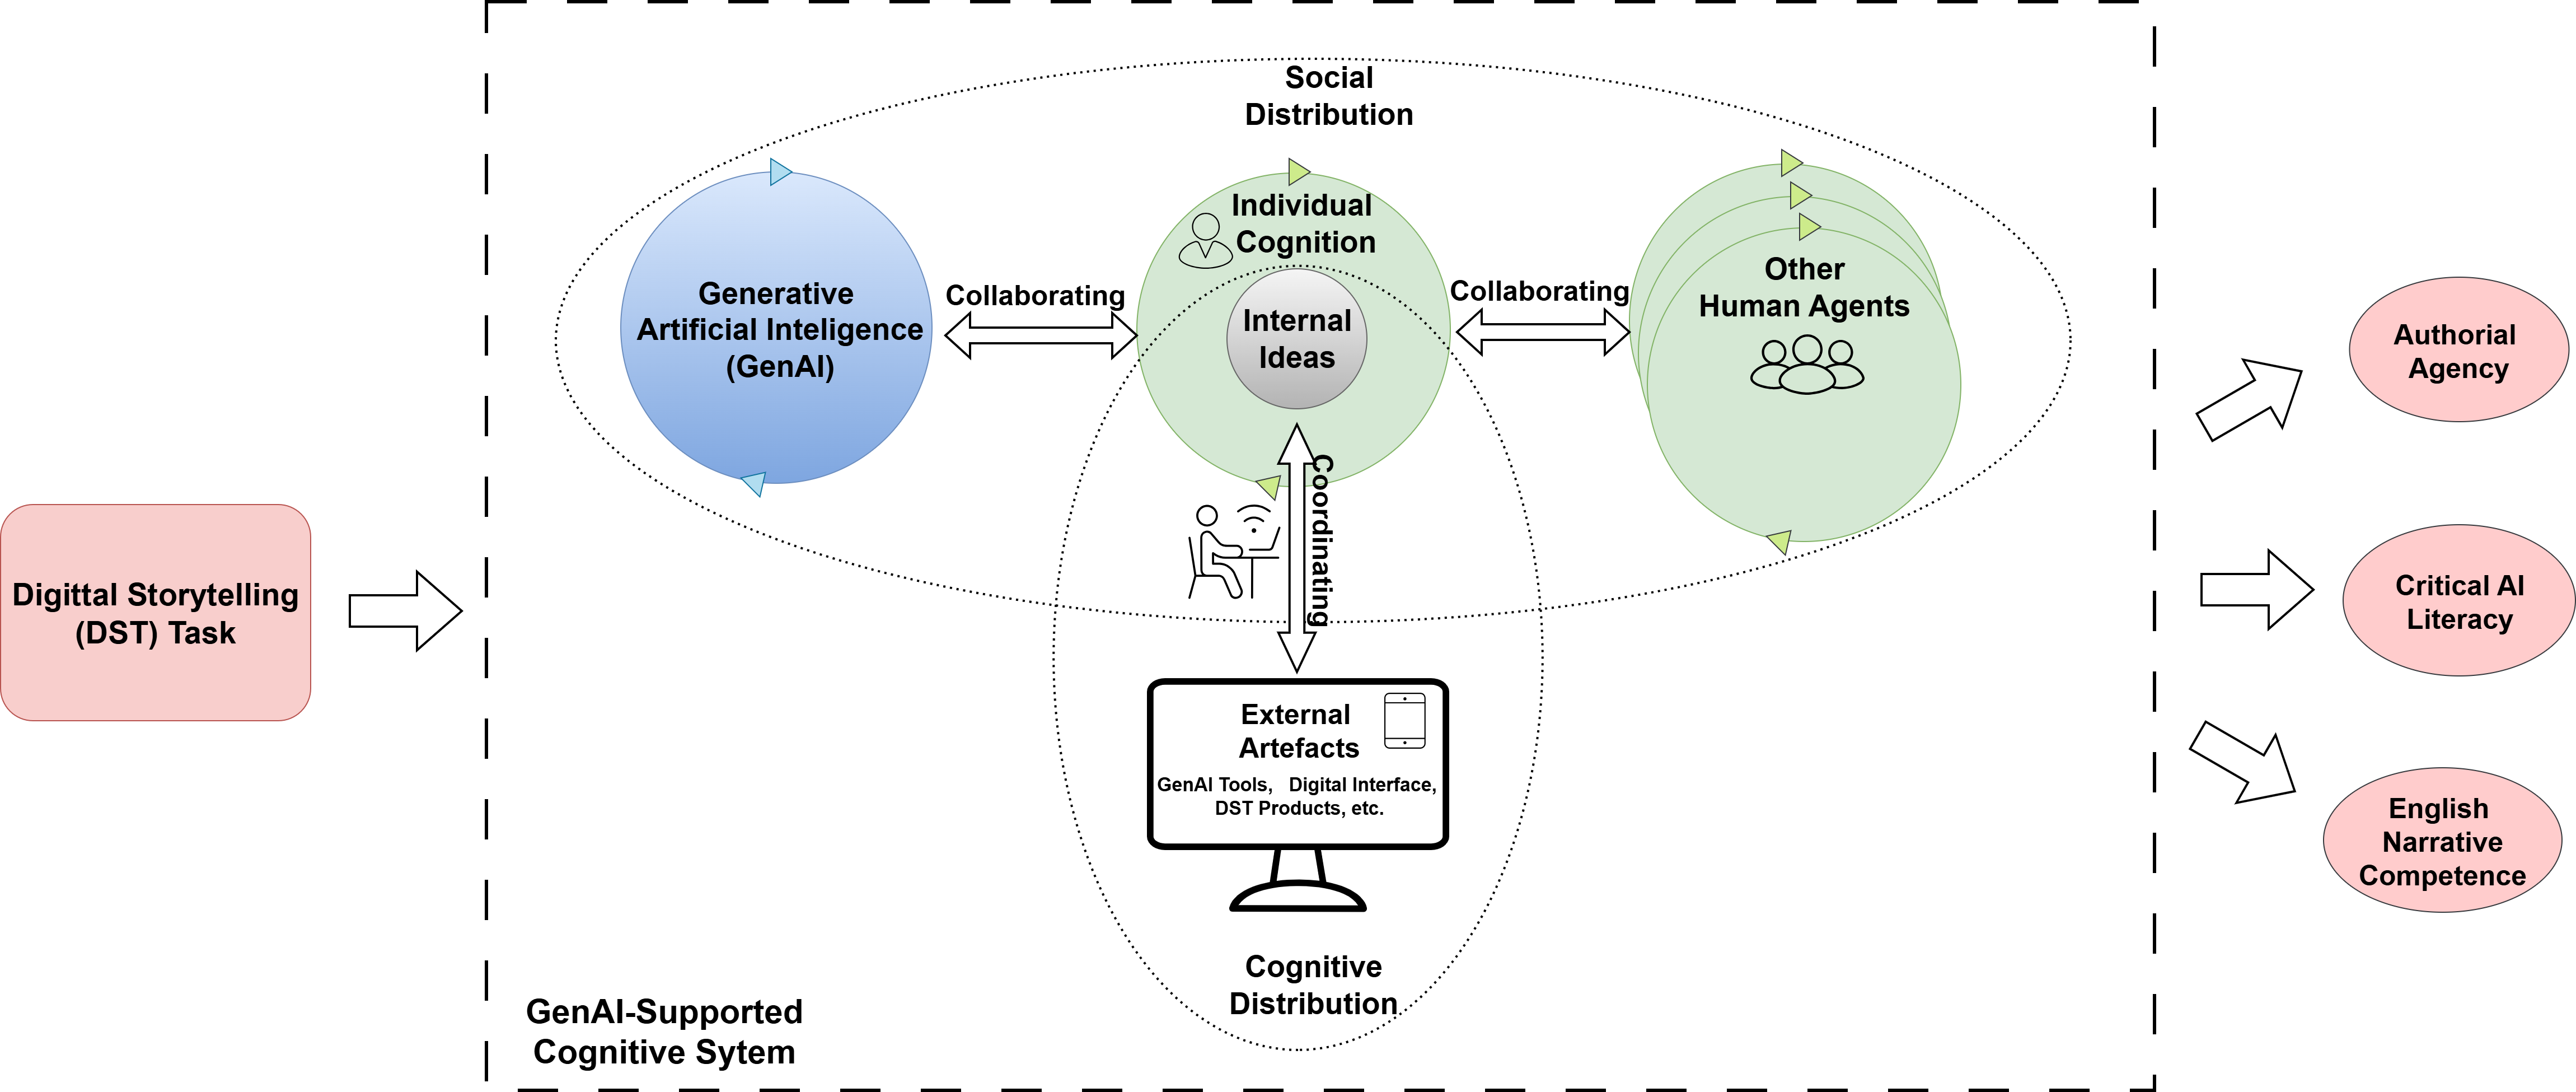 Social
Distribution
Individual
Cognition
Generative
Artificial Inteligence
(GenAI)
Collaborating
Internal
Ideas
Collaborating
Other
Human Agents
Coordinating
Digittal Storytelling
(DST) Task
External
Artefacts
GenAI Tools, Digital Interface,
DST Products, etc.
Cognitive
Distribution
GenAI-Supported
Cognitive Sytem
Authorial
Agency
Critical AI
Literacy
English
Narrative
Competence